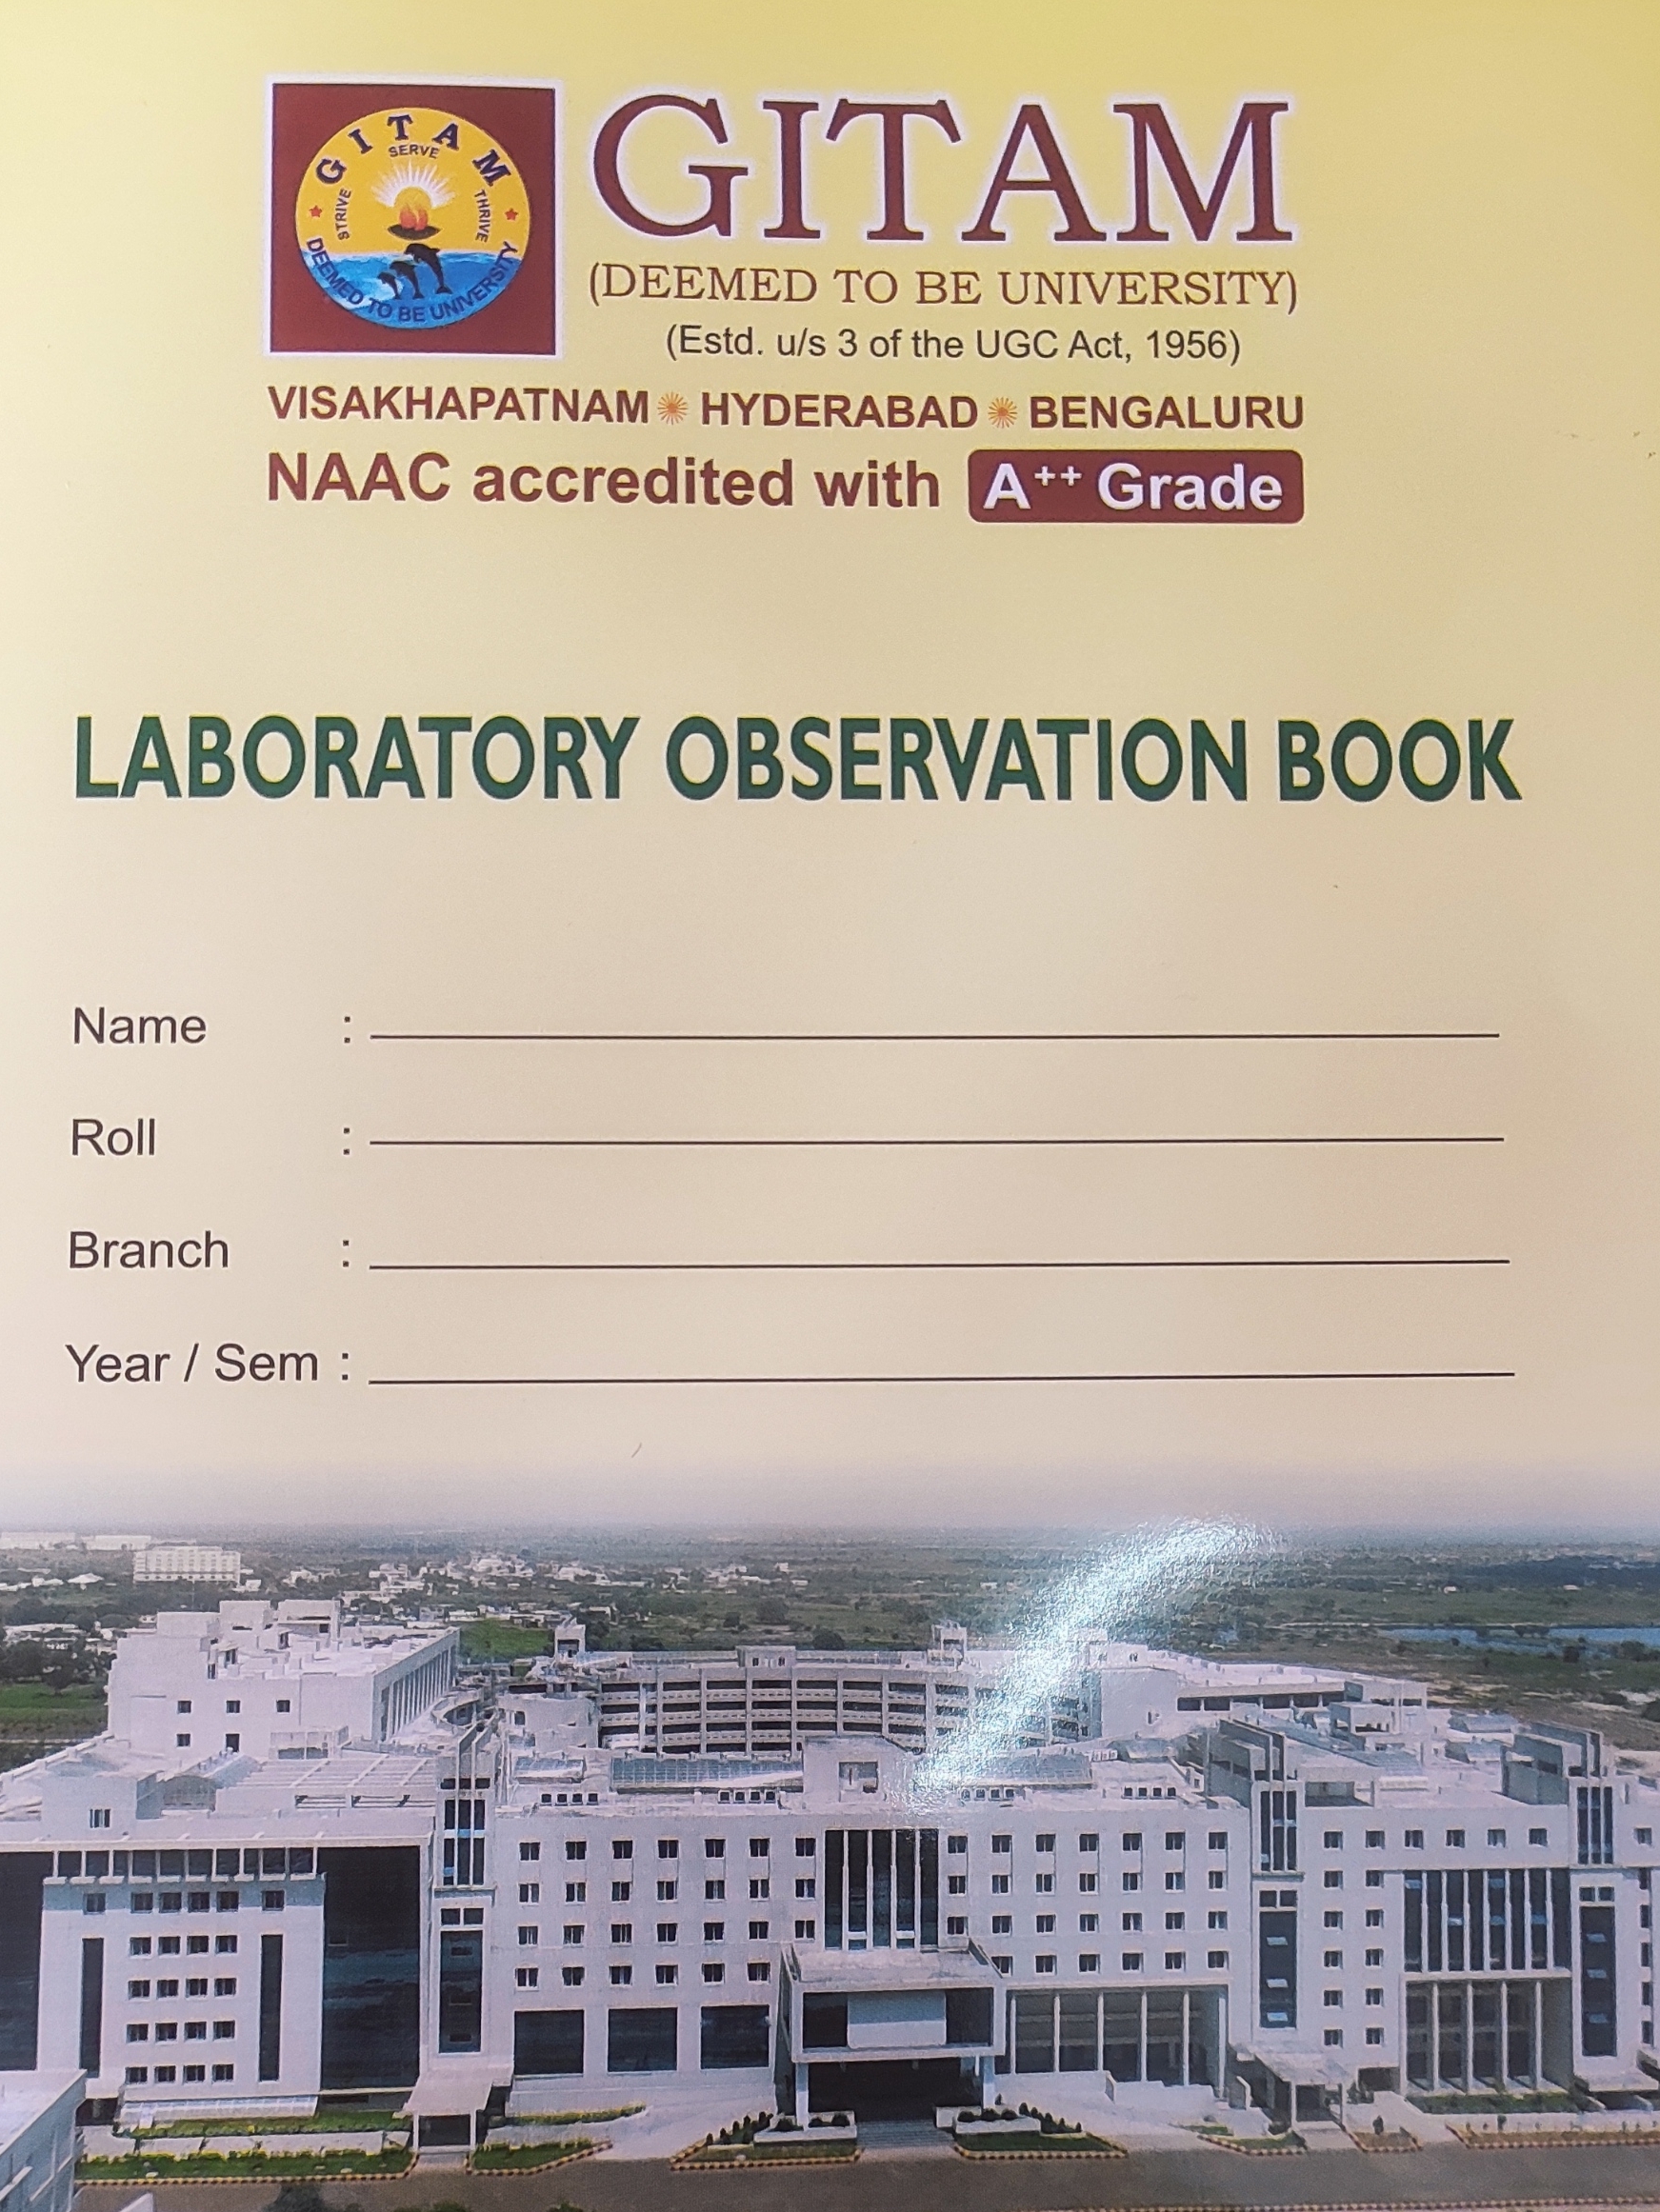 GITAM
SERVE
STRIVE
THRIVE
DEEMED TO BE UNIVERSITY
GITAM
(DEEMED TO BE UNIVERSITY)
(Estd. u/s 3 of the UGC Act, 1956)
VISAKHAPATNAM HYDERABAD BENGALURU
NAAC accredited with A++ Grade
LABORATORY OBSERVATION BOOK
Name :
Roll :
Branch :
Year / Sem :